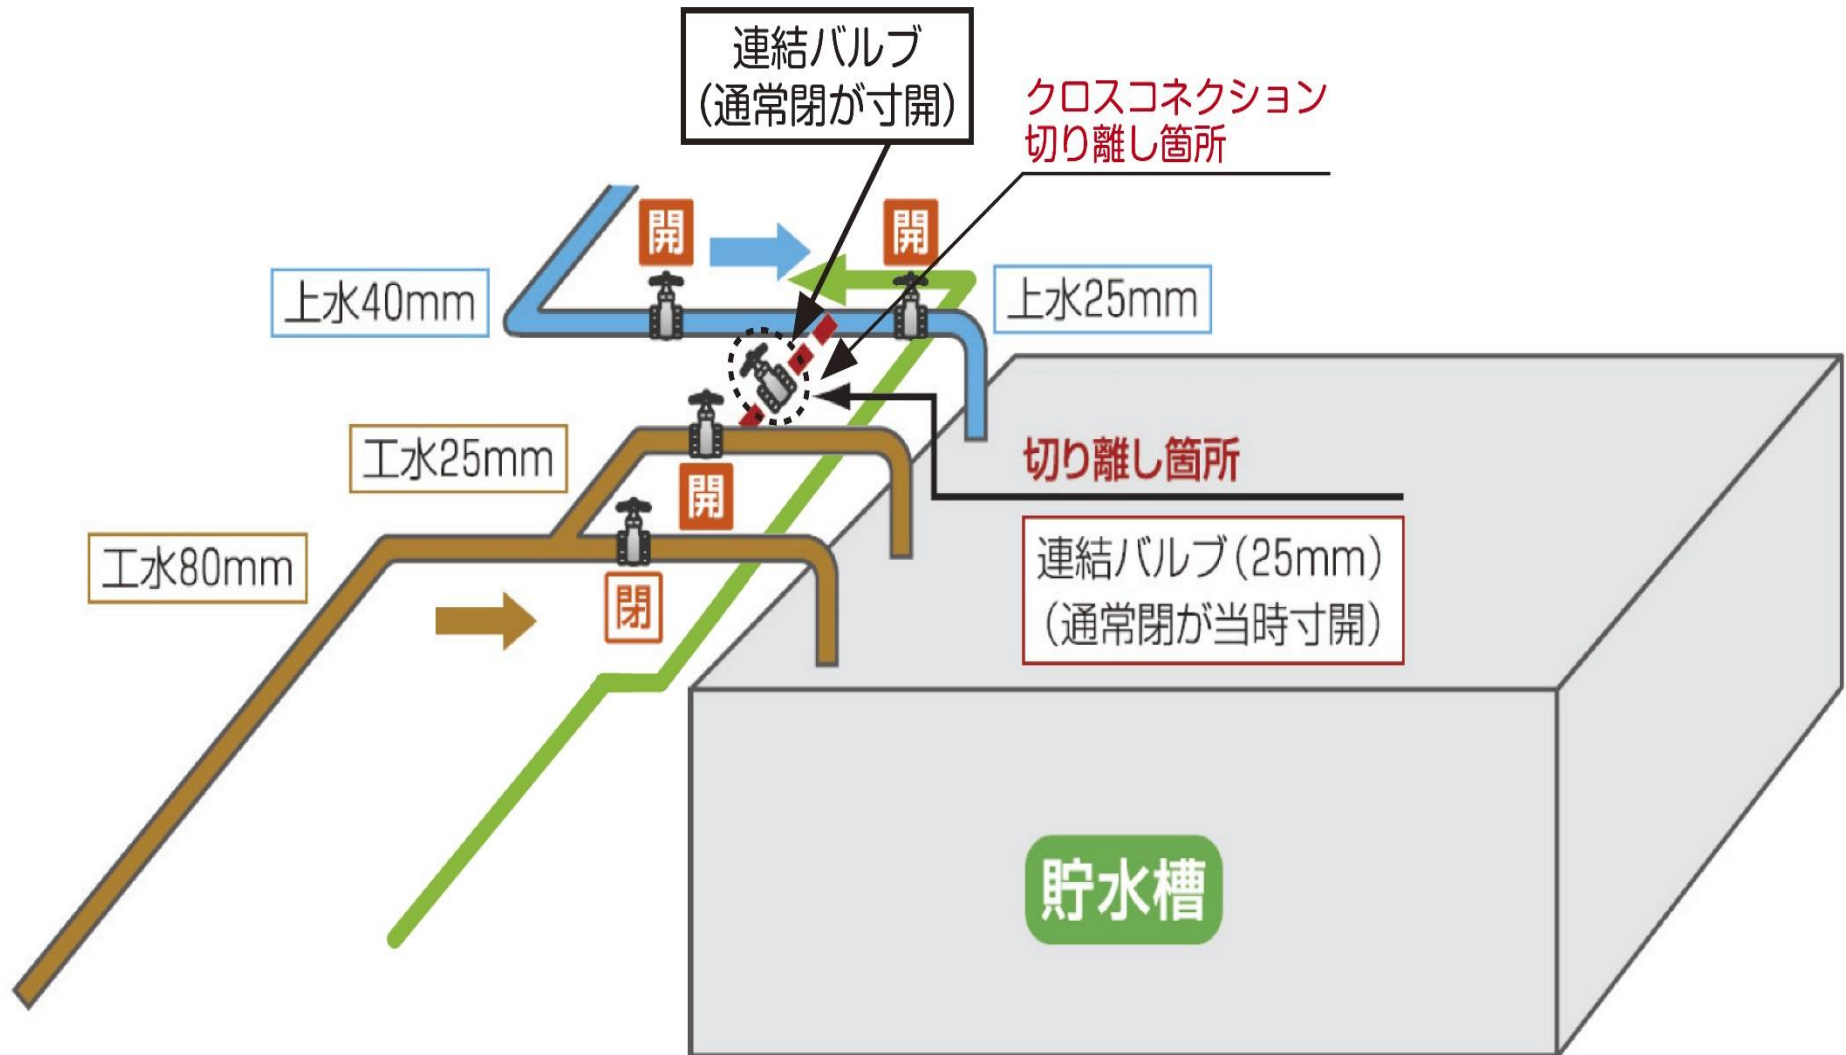 連結バルブ
(通常閉が寸開)
クロスコネクション
切り離し箇所
開
開
上水40mm
上水25mm
工水25mm
開
切り離し箇所
工水80mm
閉
連結バルブ(25mm)
(通常閉が当時寸開)
貯水槽